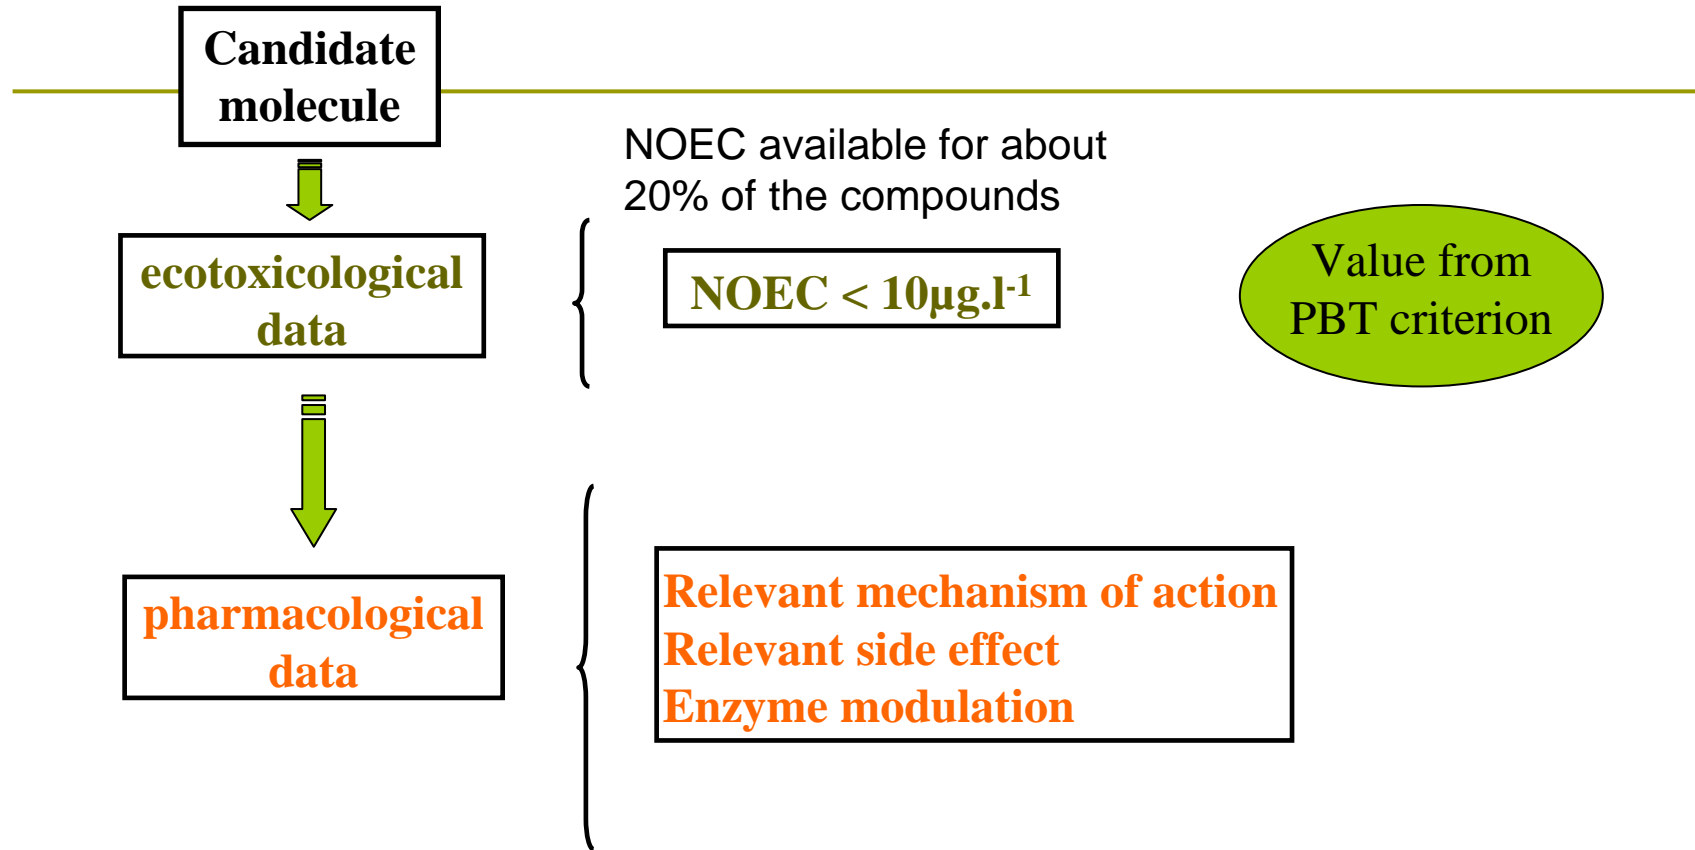 Candidate
molecule
NOEC available for about
20% of the compounds
ecotoxicological
data
NOEC < 10µg.l⁻¹
Value from
PBT criterion
pharmacological
data
Relevant mechanism of action
Relevant side effect
Enzyme modulation